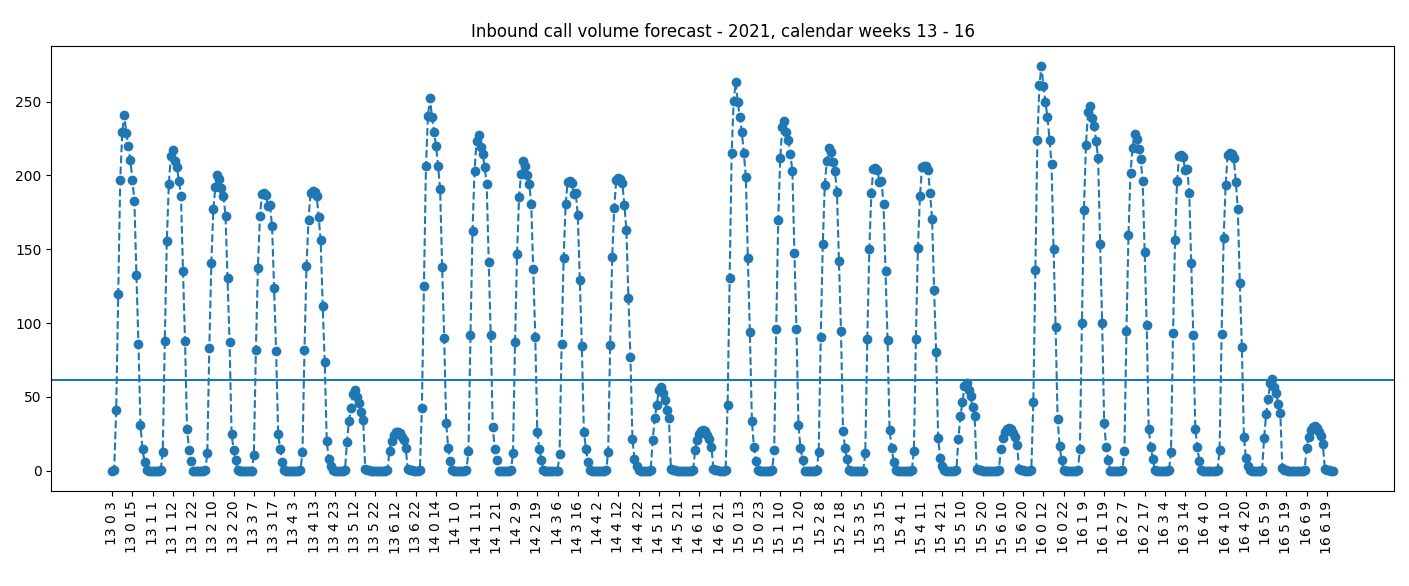 Inbound call volume forecast - 2021, calendar weeks 13 - 16
250
200
150
100
50
0
13 0 3
13 0 15
13 1 1
13 1 12
13 1 22
13 2 10
13 2 20
13 3 7
13 3 17
13 4 3
13 4 13
13 4 23
13 5 12
13 5 22
13 6 12
13 6 22
14 0 14
14 1 0
14 1 11
14 1 21
14 2 9
14 2 19
14 3 6
14 3 16
14 4 2
14 4 12
14 4 22
14 5 11
14 5 21
14 6 11
14 6 21
15 0 13
15 0 23
15 1 10
15 1 20
15 2 8
15 2 18
15 3 5
15 3 15
15 4 1
15 4 11
15 4 21
15 5 10
15 5 20
15 6 10
15 6 20
16 0 12
16 0 22
16 1 9
16 1 19
16 2 7
16 2 17
16 3 4
16 3 14
16 4 0
16 4 10
16 4 20
16 5 9
16 5 19
16 6 9
16 6 19